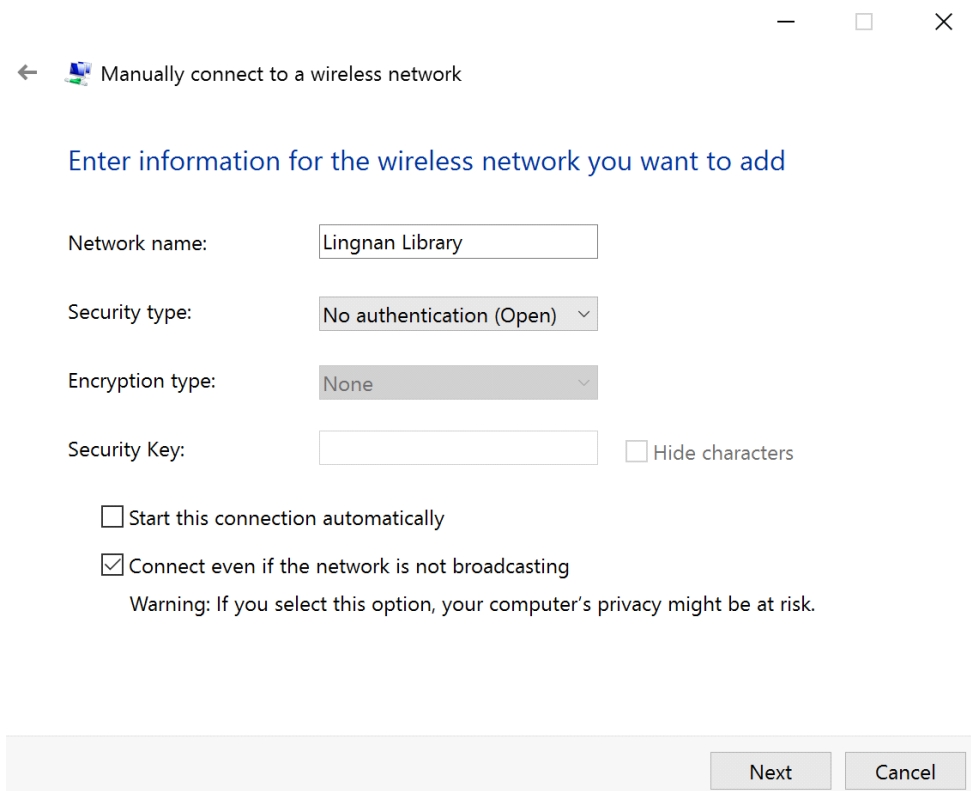 Manually connect to a wireless network
Enter information for the wireless network you want to add
Network name:
Lingnan Library
Security type:
No authentication (Open)
Encryption type:
None
Security Key:
Hide characters
Start this connection automatically
Connect even if the network is not broadcasting
Warning: If you select this option, your computer’s privacy might be at risk.
Next
Cancel